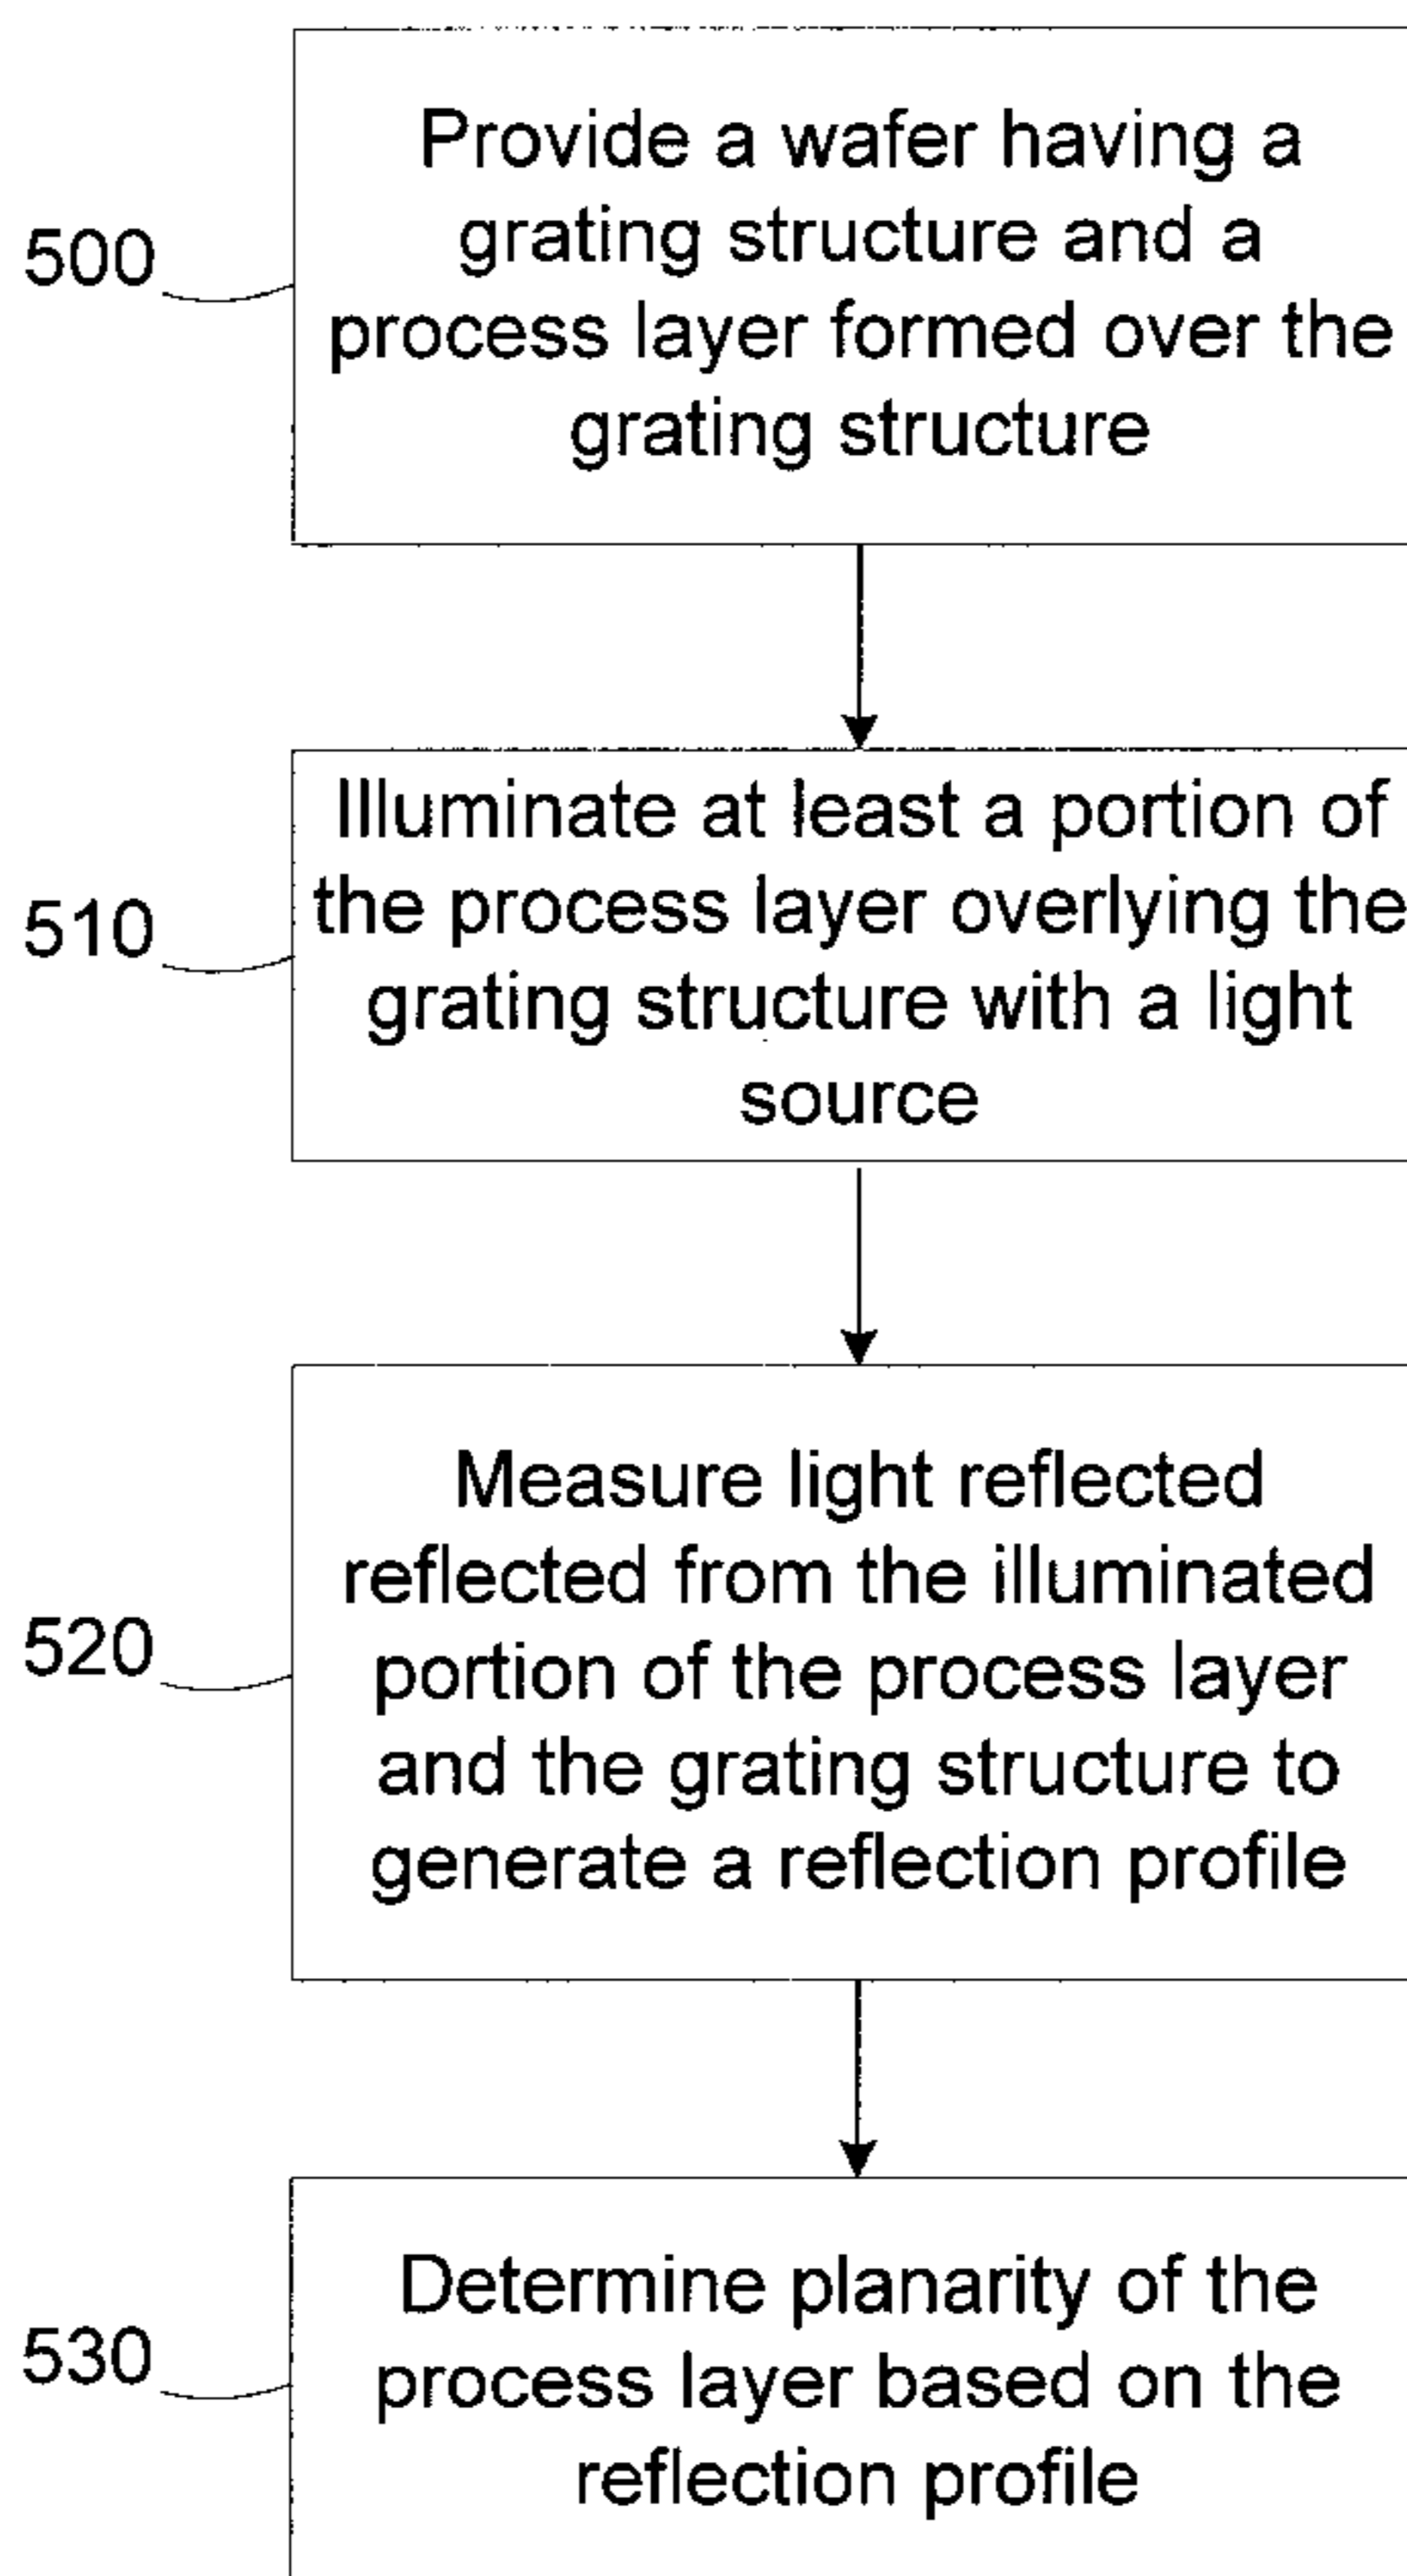 Provide a wafer having a
grating structure and a
500
process layer formed over the
grating structure
Illuminate at least a portion of
the process layer overlying the
510
grating structure with a light
source
Measure light reflected
reflected from the illuminated
520
portion of the process layer
and the grating structure to
generate a reflection profile
Determine planarity of the
530
process layer based on the
reflection profile